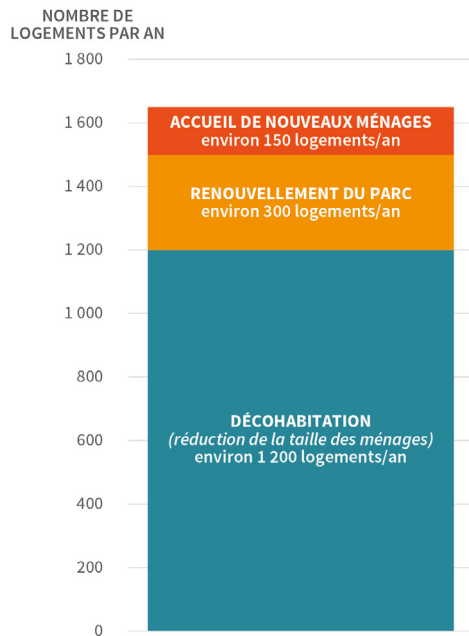 NOMBRE DE
LOGEMENTS PAR AN
1 800
1 600
1 400
1 200
1 000
800
600
400
200
0
ACCUEIL DE NOUVEAUX MÉNAGES
environ 150 logements/an
RENOUVELLEMENT DU PARC
environ 300 logements/an
DÉCOHABITATION
(réduction de la taille des ménages)
environ 1 200 logements/an